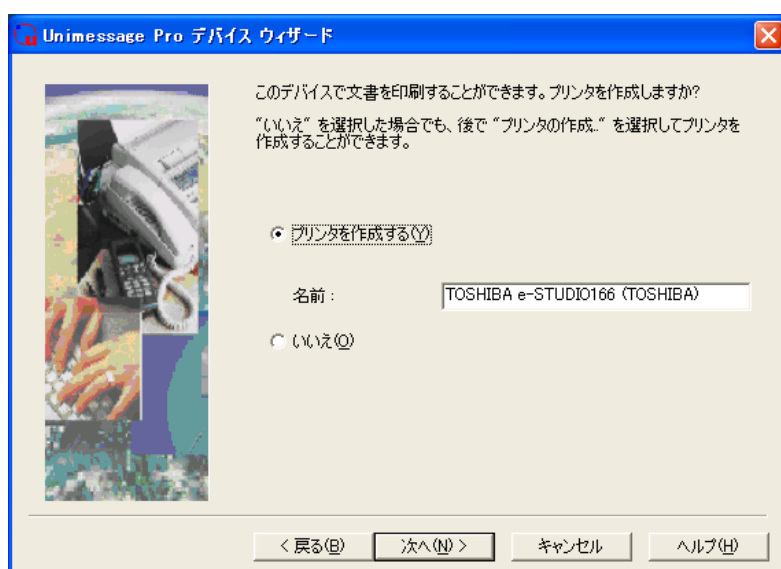 Unimessage Pro デバイス ウィザード
このデバイスで文書を印刷することができます。プリンタを作成しますか?
"いいえ" を選択した場合でも、後で "プリンタの作成.." を選択してプリンタを
作成することができます。
プリンタを作成する(Y)
名前 :
TOSHIBA e-STUDIO166 (TOSHIBA)
いいえ(O)
< 戻る(B) 次へ(N) > キャンセル ヘルプ(H)